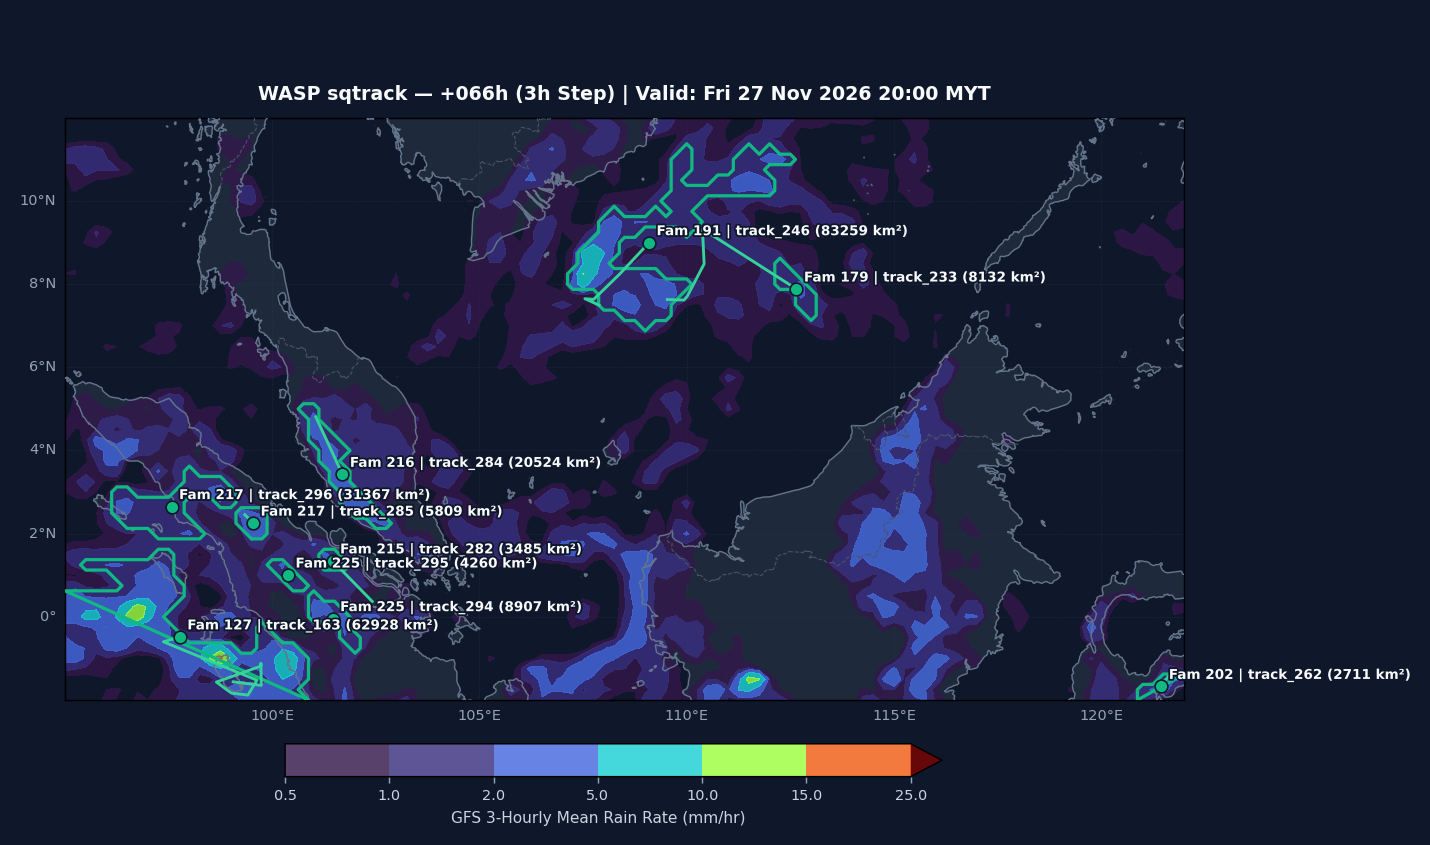 WASP sqtrack — +066h (3h Step) | Valid: Fri 27 Nov 2026 20:00 MYT
10°N
8°N
6°N
4°N
2°N
0°
Fam 191 | track_246 (83259 km²)
Fam 179 | track_233 (8132 km²)
Fam 216 | track_284 (20524 km²)
Fam 217 | track_296 (31367 km²)
Fam 217 | track_285 (5809 km²)
Fam 215 | track_282 (3485 km²)
Fam 225 | track_295 (4260 km²)
Fam 225 | track_294 (8907 km²)
Fam 127 | track_163 (62928 km²)
Fam 202 | track_262 (2711 km²)
100°E 105°E 110°E 115°E 120°E
0.5 1.0 2.0 5.0 10.0 15.0 25.0
GFS 3-Hourly Mean Rain Rate (mm/hr)